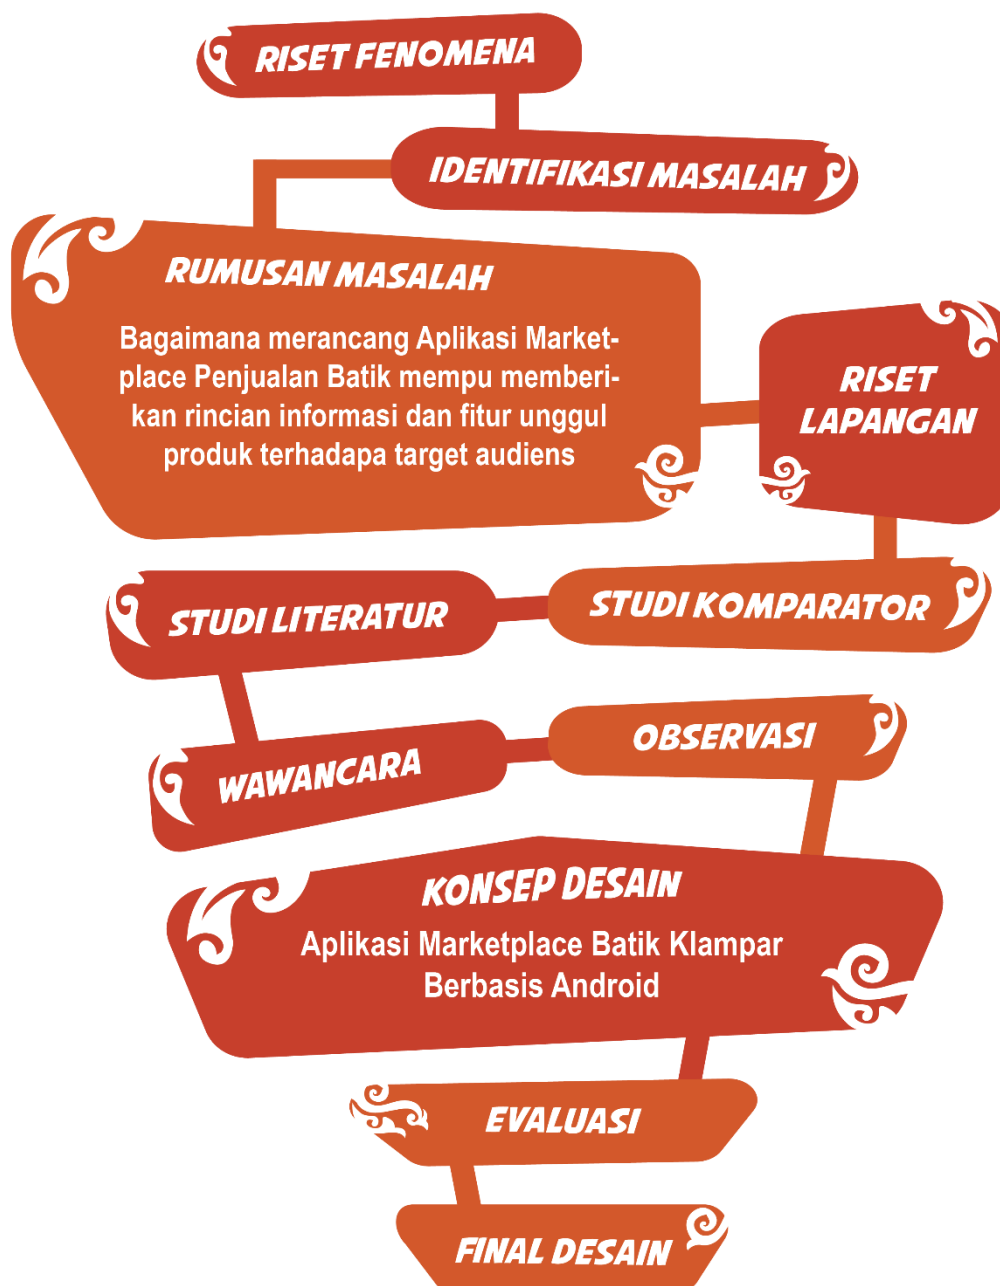 RISET FENOMENA
IDENTIFIKASI MASALAH
RUMUSAN MASALAH
Bagaimana merancang Aplikasi Market-
place Penjualan Batik mempu memberi-
kan rincian informasi dan fitur unggul
produk terhadapa target audiens
RISET
LAPANGAN
STUDI KOMPARATOR
STUDI LITERATUR
WAWANCARA
OBSERVASI
KONSEP DESAIN
Aplikasi Marketplace Batik Klampar
Berbasis Android
EVALUASI
FINAL DESAIN